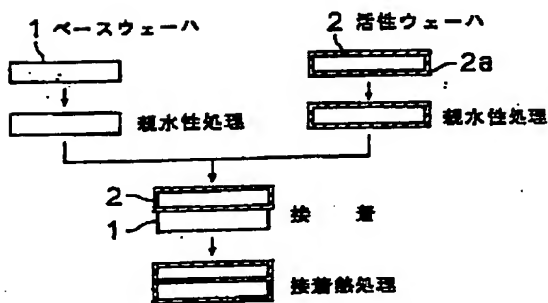 1 ベースウェーハ
2 活性ウェーハ
2a
親水性処理
親水性処理
2
1
接着
接着熱処理